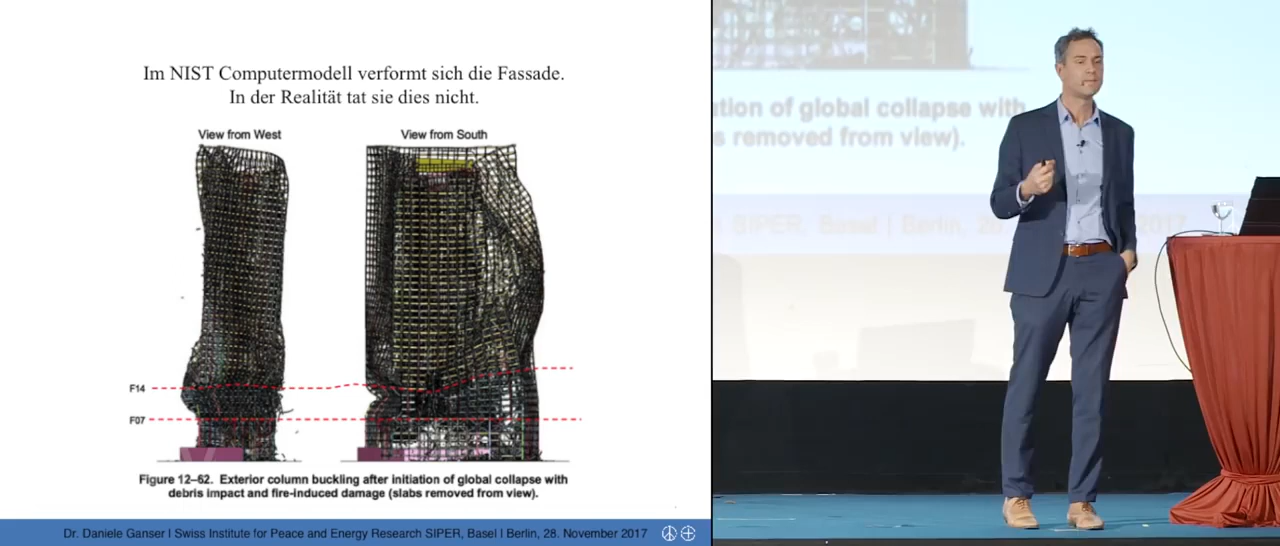 Im NIST Computermodell verformt sich die Fassade.
In der Realität tat sie dies nicht.
View from West
View from South
F14
F07
Figure 12–62. Exterior column buckling after initiation of global collapse with
debris impact and fire-induced damage (slabs removed from view).
Dr. Daniele Ganser I Swiss Institute for Peace and Energy Research SIPER, Basel I Berlin, 28. November 2017
tion of global collapse with
s removed from view).
SIPER, Basel | Berlin, 2
2017